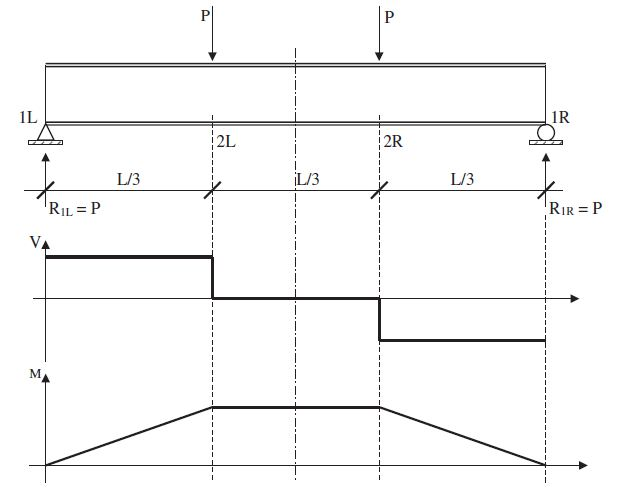 P P
1L 1R
2L 2R
L/3 L/3 L/3
R1L = P R1R = P
V
M